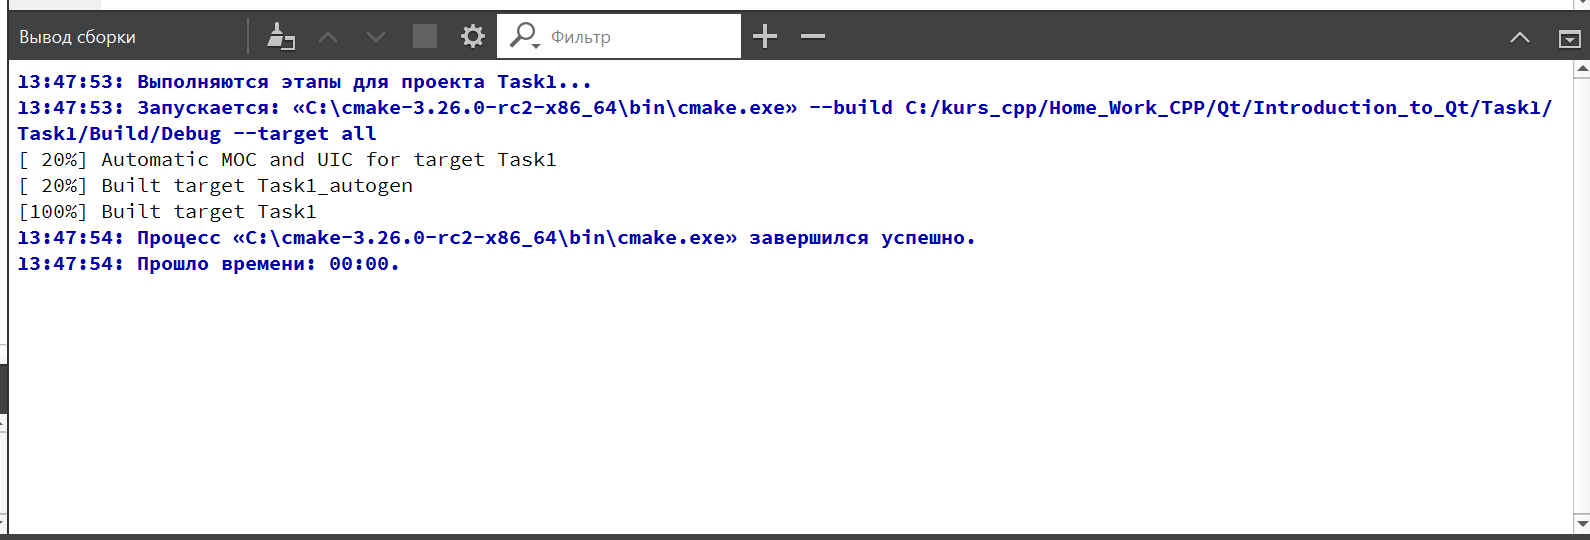 Вывод сборки
Фильтр
13:47:53: Выполняются этапы для проекта Task1...
13:47:53: Запускается: «C:\cmake-3.26.0-rc2-x86_64\bin\cmake.exe» --build C:/kurs_cpp/Home_Work_CPP/Qt/Introduction_to_Qt/Task1/
Task1/Build/Debug --target all
[ 20%] Automatic MOC and UIC for target Task1
[ 20%] Built target Task1_autogen
[100%] Built target Task1
13:47:54: Процесс «C:\cmake-3.26.0-rc2-x86_64\bin\cmake.exe» завершился успешно.
13:47:54: Прошло времени: 00:00.